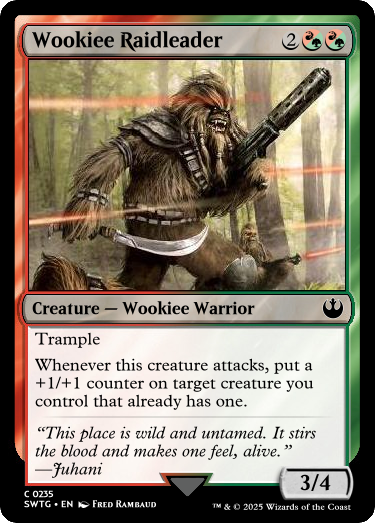 Wookiee Raidleader 2
Creature — Wookiee Warrior
Trample
Whenever this creature attacks, put a
+1/+1 counter on target creature you
control that already has one.
“This place is wild and untamed. It stirs
the blood and makes one feel, alive.”
—Juhani
3/4
C 0235
SWTG • EN Fred Rambaud
™ & © 2025 Wizards of the Coast